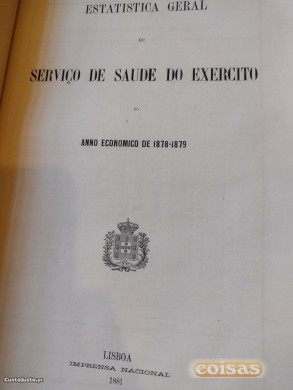 ESTATISTICA GERAL
DO
SERVIÇO DE SAUDE DO EXERCITO
NO
ANNO ECONOMICO DE 1878-1879
LISBOA
IMPRENSA NACIONAL
1881
CustoJusto.pt
coisas